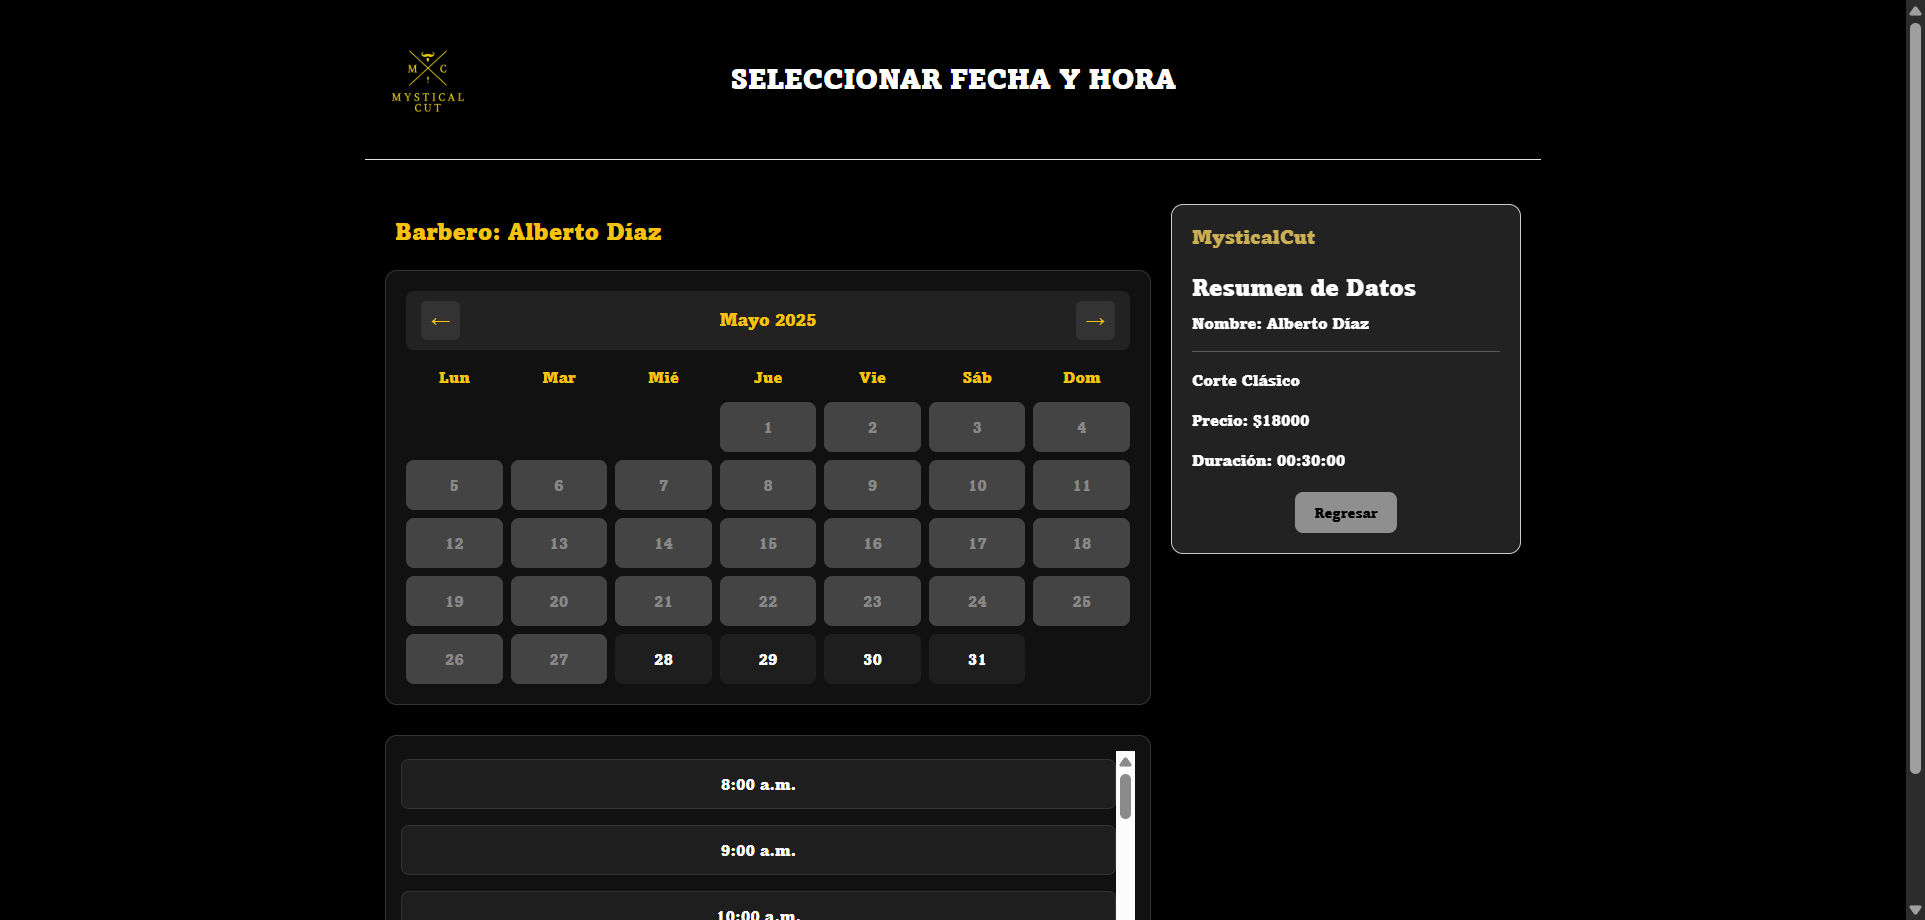 M C
MYSTICAL
CUT
SELECCIONAR FECHA Y HORA
Barbero: Alberto Díaz
← Mayo 2025 →
Lun Mar Mié Jue Vie Sáb Dom
1 2 3 4
5 6 7 8 9 10 11
12 13 14 15 16 17 18
19 20 21 22 23 24 25
26 27 28 29 30 31
8:00 a.m.
9:00 a.m.
10:00 a.m.
MysticalCut
Resumen de Datos
Nombre: Alberto Díaz
Corte Clásico
Precio: $18000
Duración: 00:30:00
Regresar